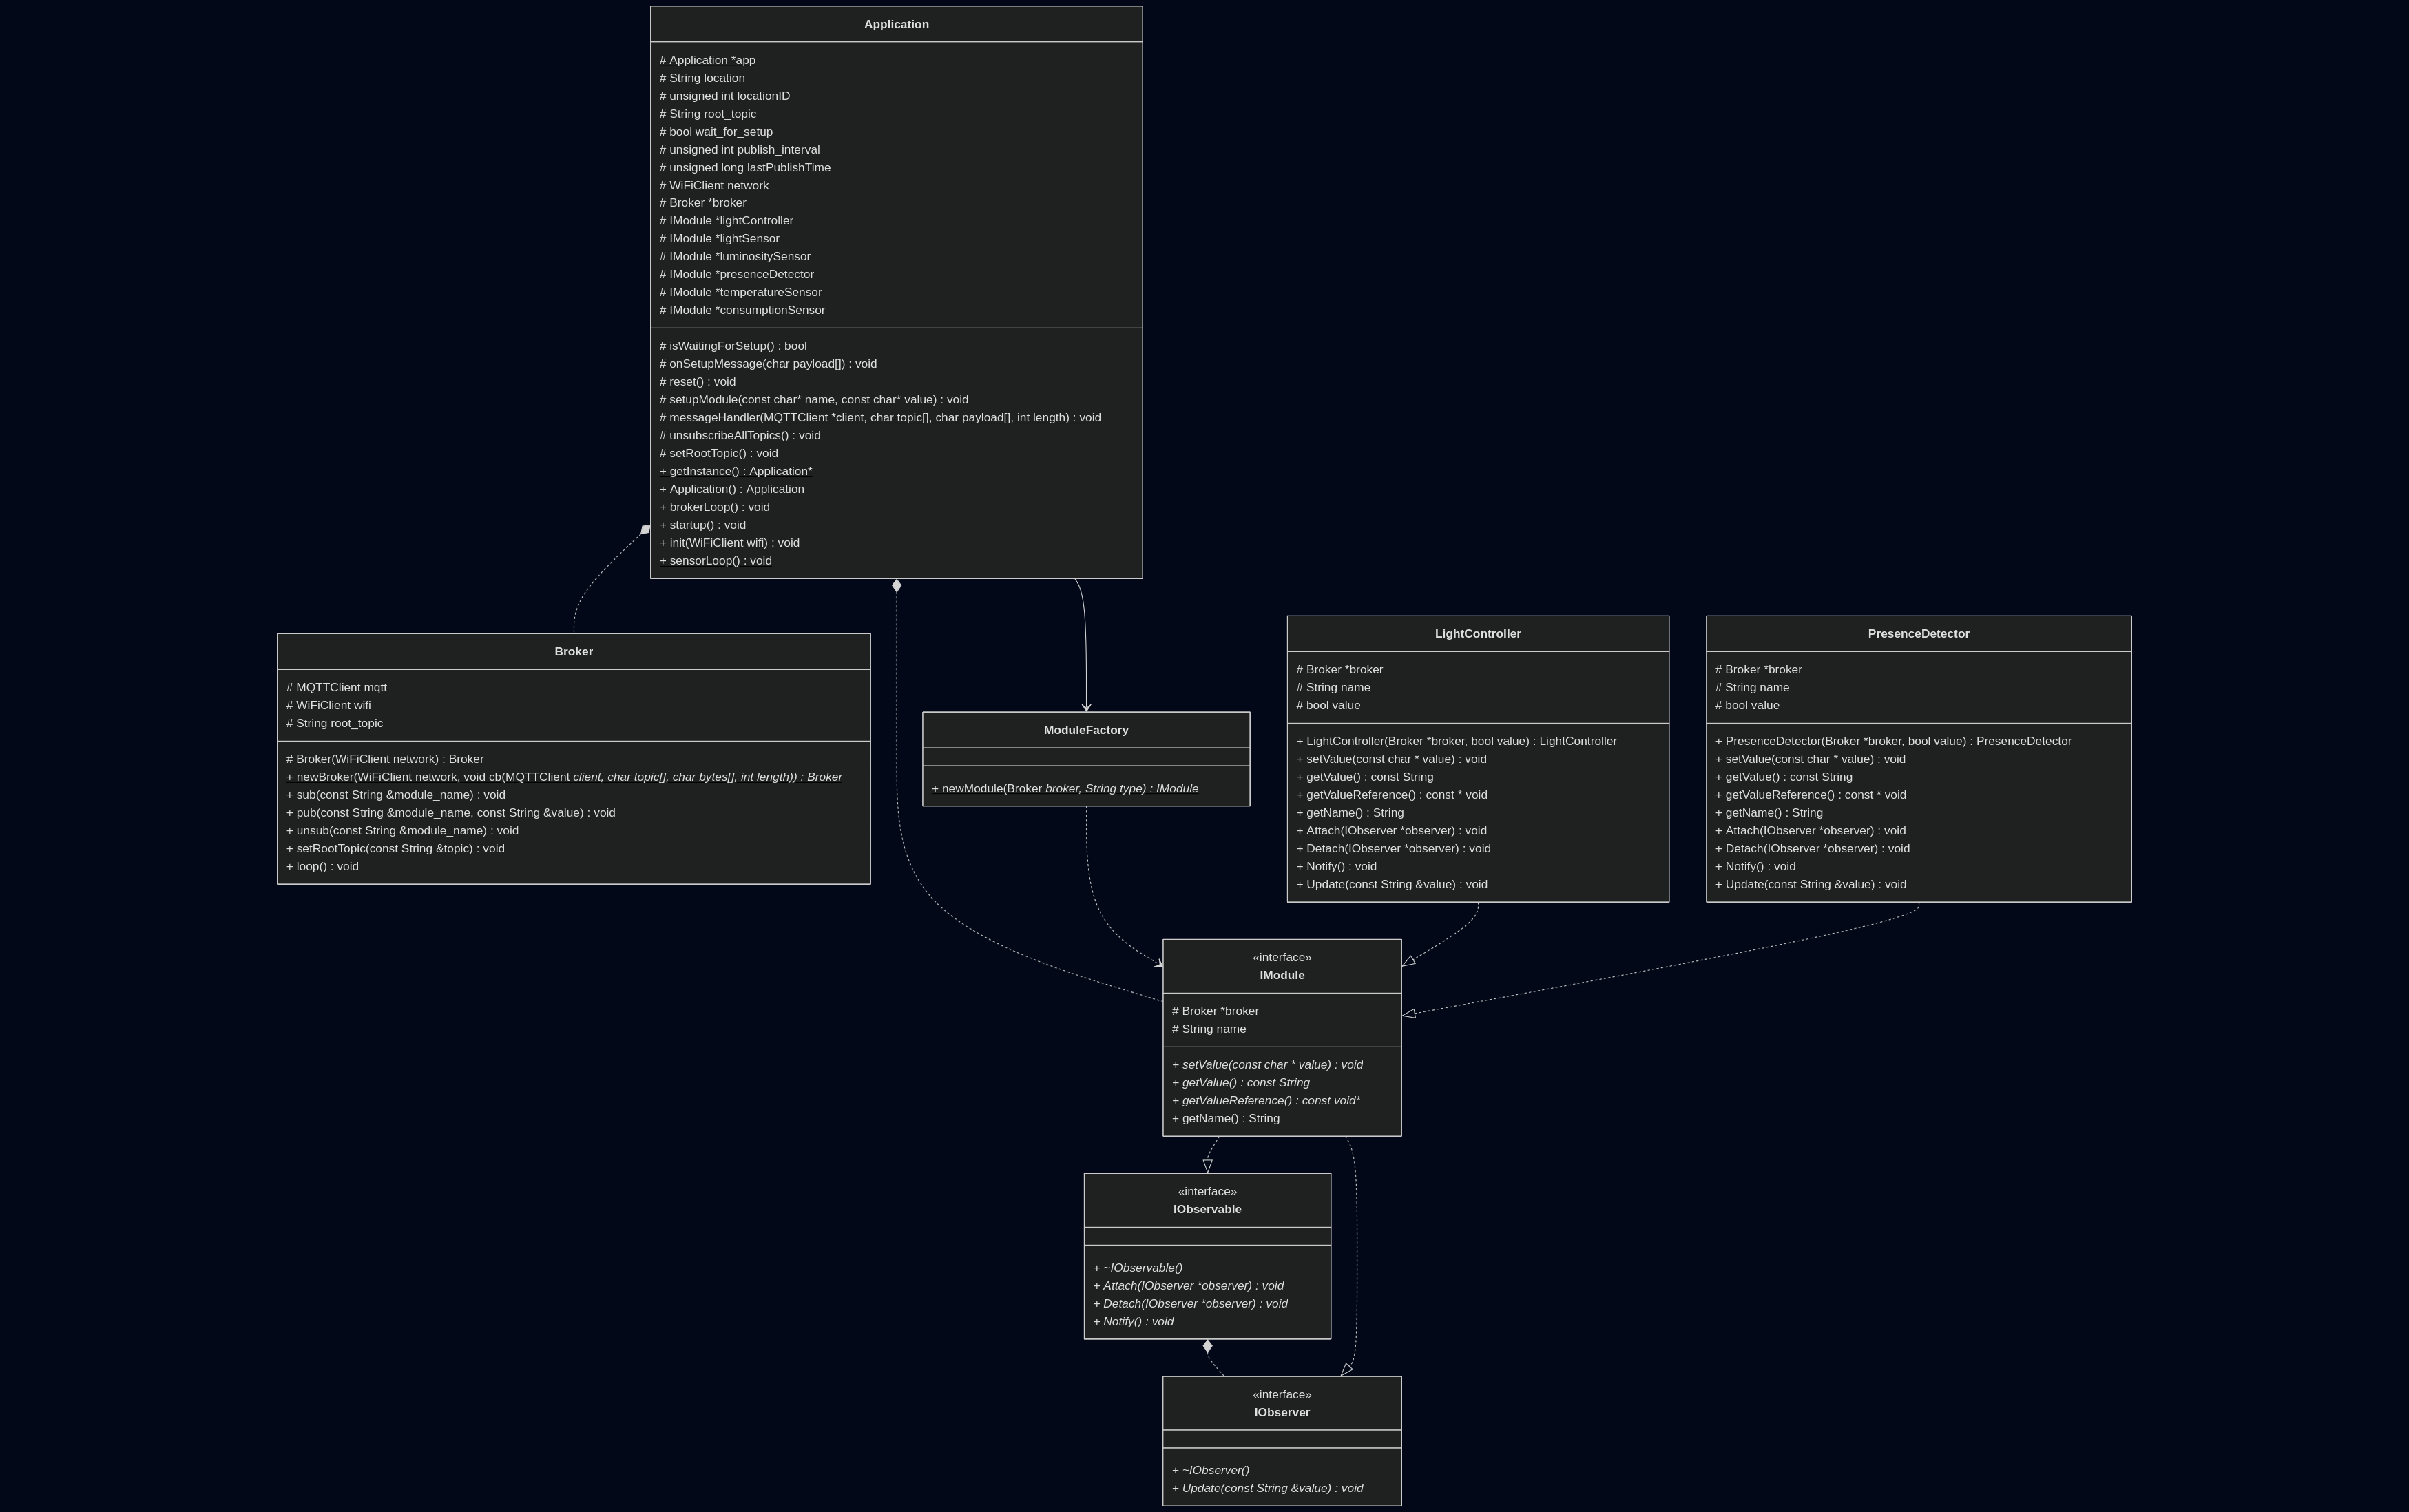 Application
# Application *app
# String location
# unsigned int locationID
# String root_topic
# bool wait_for_setup
# unsigned int publish_interval
# unsigned long lastPublishTime
# WiFiClient network
# Broker *broker
# IModule *lightController
# IModule *lightSensor
# IModule *luminositySensor
# IModule *presenceDetector
# IModule *temperatureSensor
# IModule *consumptionSensor
# isWaitingForSetup() : bool
# onSetupMessage(char payload[]) : void
# reset() : void
# setupModule(const char* name, const char* value) : void
# messageHandler(MQTTClient *client, char topic[], char payload[], int length) : void
# unsubscribeAllTopics() : void
# setRootTopic() : void
+ getInstance() : Application*
+ Application() : Application
+ brokerLoop() : void
+ startup() : void
+ init(WiFiClient wifi) : void
+ sensorLoop() : void
Broker
# MQTTClient mqtt
# WiFiClient wifi
# String root_topic
# Broker(WiFiClient network) : Broker
+ newBroker(WiFiClient network, void cb(MQTTClient client, char topic[], char bytes[], int length)) : Broker
+ sub(const String &module_name) : void
+ pub(const String &module_name, const String &value) : void
+ unsub(const String &module_name) : void
+ setRootTopic(const String &topic) : void
+ loop() : void
ModuleFactory
+ newModule(Broker broker, String type) : IModule
LightController
# Broker *broker
# String name
# bool value
+ LightController(Broker *broker, bool value) : LightController
+ setValue(const char * value) : void
+ getValue() : const String
+ getValueReference() : const * void
+ getName() : String
+ Attach(IObserver *observer) : void
+ Detach(IObserver *observer) : void
+ Notify() : void
+ Update(const String &value) : void
PresenceDetector
# Broker *broker
# String name
# bool value
+ PresenceDetector(Broker *broker, bool value) : PresenceDetector
+ setValue(const char * value) : void
+ getValue() : const String
+ getValueReference() : const * void
+ getName() : String
+ Attach(IObserver *observer) : void
+ Detach(IObserver *observer) : void
+ Notify() : void
+ Update(const String &value) : void
«interface»
IModule
# Broker *broker
# String name
+ setValue(const char * value) : void
+ getValue() : const String
+ getValueReference() : const void*
+ getName() : String
«interface»
IObservable
+ ~IObservable()
+ Attach(IObserver *observer) : void
+ Detach(IObserver *observer) : void
+ Notify() : void
«interface»
IObserver
+ ~IObserver()
+ Update(const String &value) : void